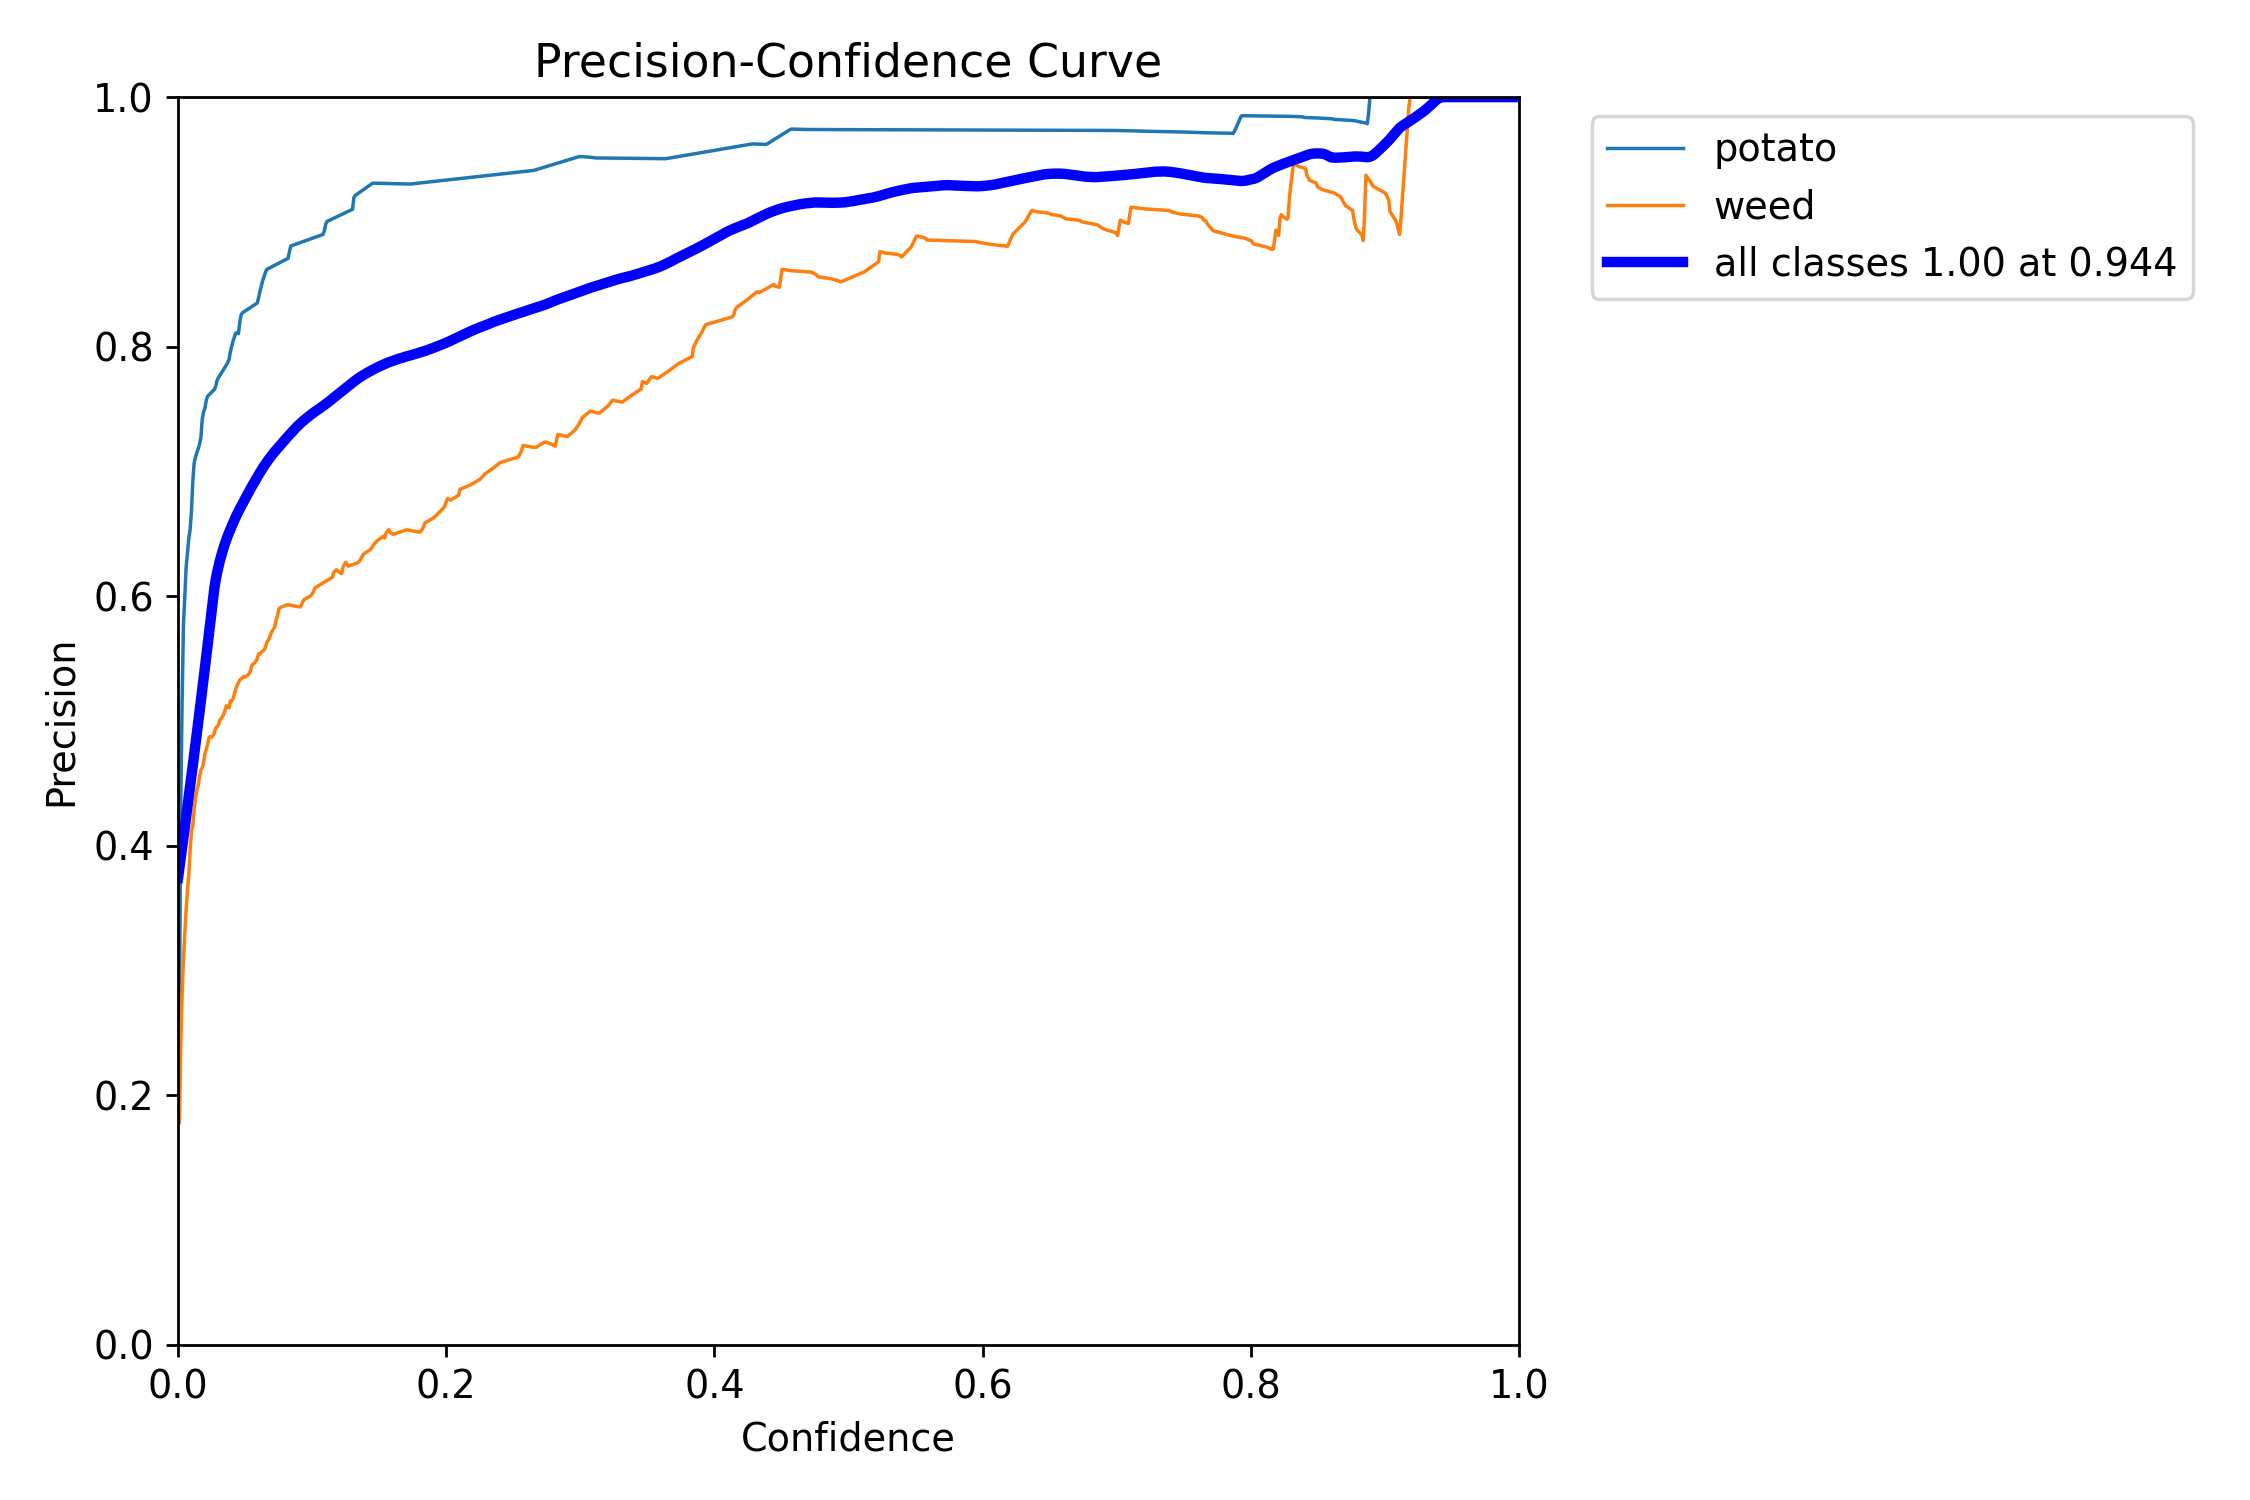 Precision-Confidence Curve
1.0
0.8
0.6
0.4
0.2
0.0
Precision
0.0 0.2 0.4 0.6 0.8 1.0
Confidence
potato
weed
all classes 1.00 at 0.944